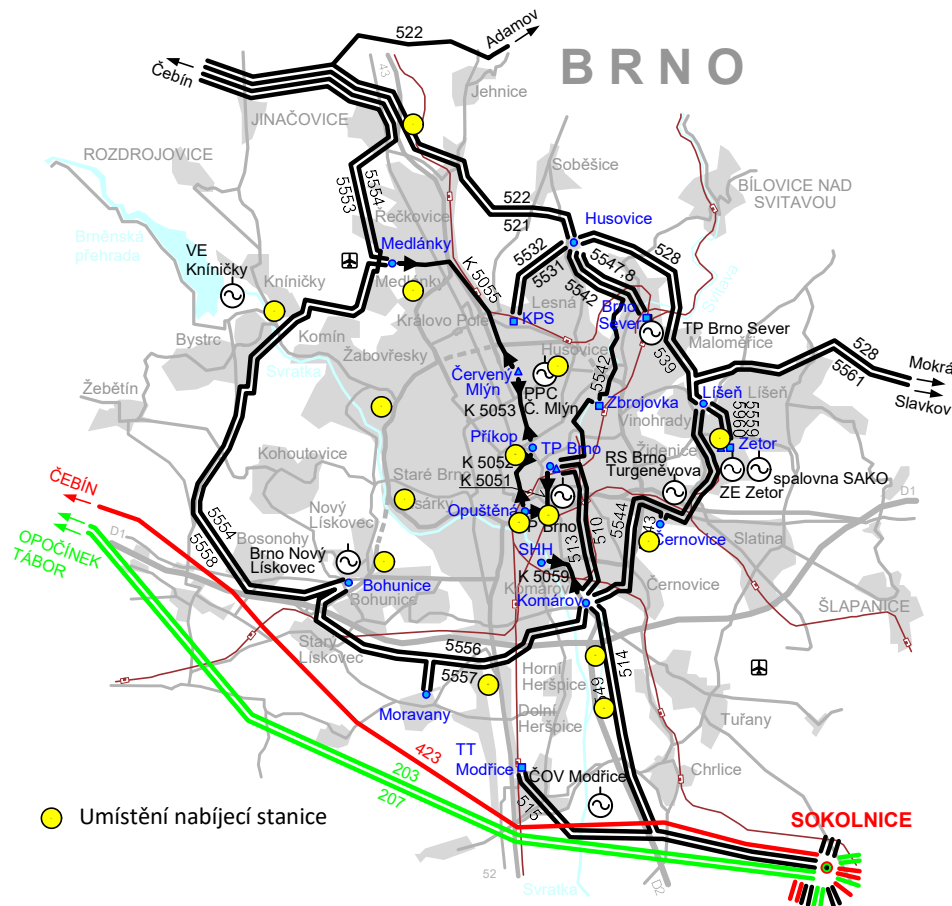 522
Adamov
BRNO
Čebín
43
Jehnice
JINAČOVICE
ROZDROJOVICE
Soběšice
BÍLOVICE NAD
SVITAVOU
5553
5554
Řečkovice
522
521
Husovice
Brněnská
přehrada
VE
Kníničky
Medlánky
5532
5531
5547,8
5542
528
Svitava
Kníničky
Medlánky
K 5055
Lesná
Brno
Sever
Bystrc
Komín
Královo Pole
KPS
TP Brno Sever
Maloměřice
Žabovřesky
Husovice
539
528
5561
Mokrá
Slavkov
Žebětín
Svratka
Červený
Mlýn
PPC
Č. Mlýn
5542
Líšeň
Líšeň
K 5053
Zbrojovka
Vinohrady
5559
Kohoutovice
Příkop
TP Brno
Židenice
Zetor
ČEBÍN
Staré Brno
K 5052
K 5051
RS Brno
Turgeněvova
ZE Zetor
spalovna SAKO
D1
OPOČÍNEK
TÁBOR
D1
Nový
Lískovec
Opuštěná
P Brno
510
513
5544
Slatina
5554
5558
Bosonohy
Brno Nový
Lískovec
SHH
Černovice
Bohunice
Bohunice
K 5059
Komárov
Komárov
Černovice
ŠLAPANICE
Starý
Lískovec
5556
5557
514
Horní
Heršpice
Moravany
Dolní
Heršpice
Tuřany
423
203
207
TT
Modřice
ČOV Modřice
Chrlice
515
Umístění nabíjecí stanice
SOKOLNICE
52
Svratka
D2